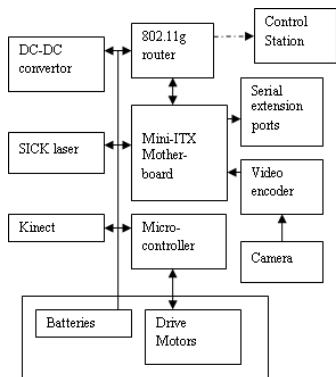 DC-DC
convertor
802.11g
router
Control
Station
SICK laser
Mini-ITX
Mother-
board
Serial
extension
ports
Video
encoder
Kinect
Micro-
controller
Camera
Batteries
Drive
Motors